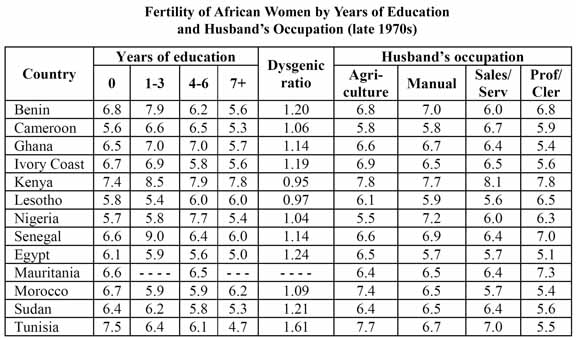 Fertility of African Women by Years of Education
and Husband's Occupation (late 1970s)
Country Years of education Dysgenic ratio Husband's occupation
0 1-3 4-6 7+ Agri-culture Manual Sales/Serv Prof/Cler
Benin 6.8 7.9 6.2 5.6 1.20 6.8 7.0 6.0 6.8
Cameroon 5.6 6.6 6.5 5.3 1.06 5.8 5.8 6.7 5.9
Ghana 6.5 7.0 7.0 5.7 1.14 6.6 6.7 6.4 5.4
Ivory Coast 6.7 6.9 5.8 5.6 1.19 6.9 6.5 6.5 5.6
Kenya 7.4 8.5 7.9 7.8 0.95 7.8 7.7 8.1 7.8
Lesotho 5.8 5.4 6.0 6.0 0.97 6.1 5.9 5.6 6.5
Nigeria 5.7 5.8 7.7 5.4 1.04 5.5 7.2 6.0 6.3
Senegal 6.6 9.0 6.4 6.0 1.14 6.6 6.9 6.4 7.0
Egypt 6.1 5.9 5.6 5.0 1.24 6.5 5.7 5.7 5.1
Mauritania 6.6 - - - - 6.5 - - - - - - - 6.4 6.5 6.4 7.3
Morocco 6.7 5.9 5.9 6.2 1.09 7.4 6.5 5.7 5.4
Sudan 6.4 6.2 5.8 5.3 1.21 6.4 6.5 6.4 5.6
Tunisia 7.5 6.4 6.1 4.7 1.61 7.7 6.7 7.0 5.5